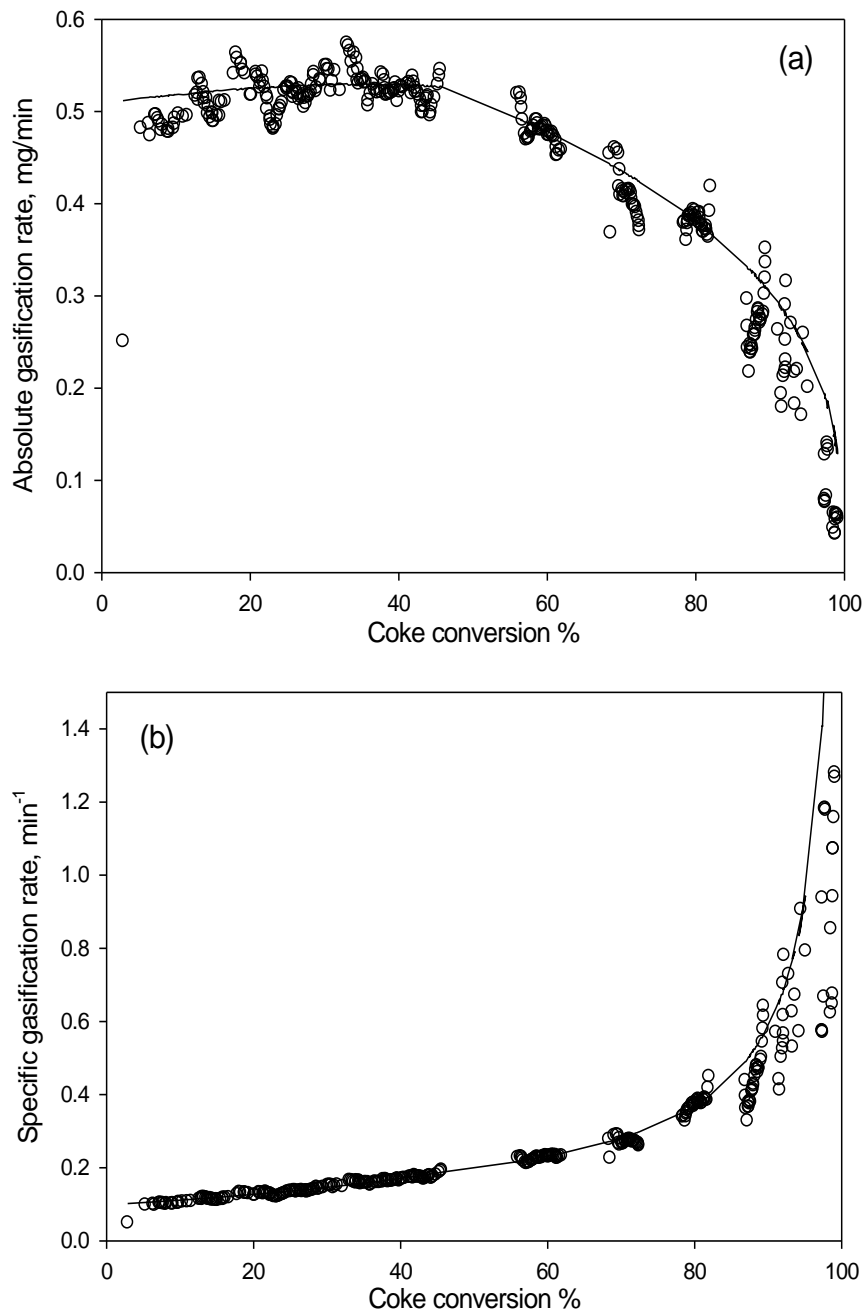 0.6
(a)
0.5
0.4
0.3
0.2
0.1
0.0
Absolute gasification rate, mg/min
0 20 40 60 80 100
Coke conversion %
1.4
(b)
1.2
1.0
0.8
0.6
0.4
0.2
0.0
Specific gasification rate, min⁻¹
0 20 40 60 80 100
Coke conversion %